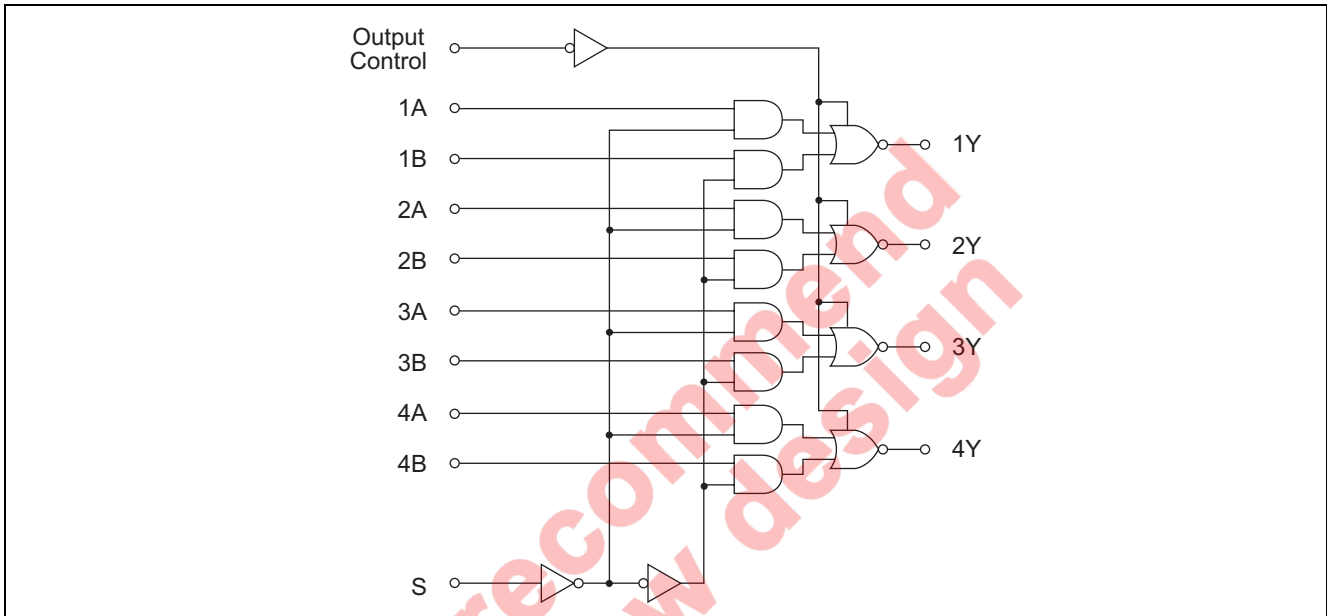 Output
Control
1A
1B
1Y
2A
2B
2Y
3A
3B
3Y
4A
4B
4Y
S
recommend
w design